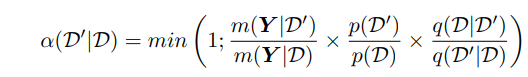 α(𝒟′|𝒟) = min (1; m(𝒀|𝒟′)/m(𝒀|𝒟) × p(𝒟′)/p(𝒟) × q(𝒟|𝒟′)/q(𝒟′|𝒟))